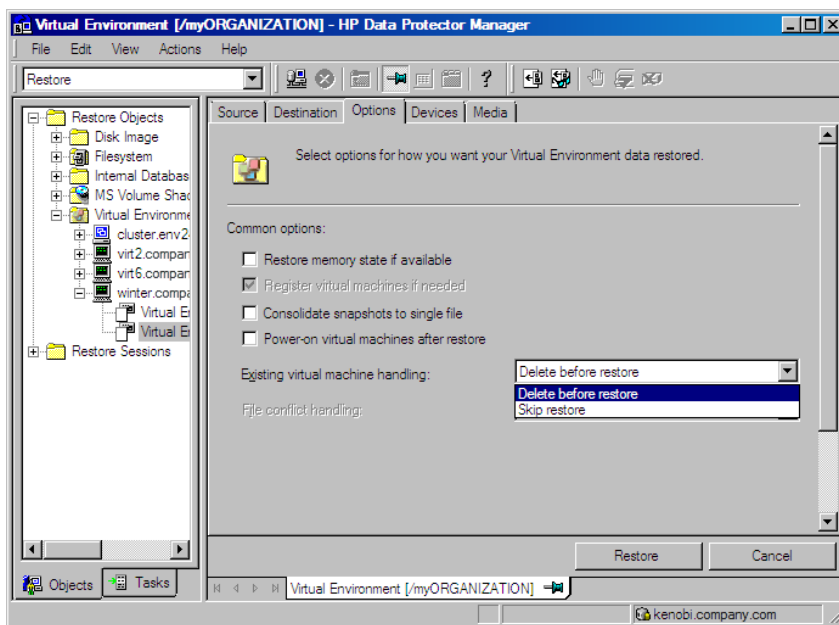 Virtual Environment [/myORGANIZATION] - HP Data Protector Manager
File Edit View Actions Help
Restore
Restore Objects
Disk Image
Filesystem
Internal Databas
MS Volume Shad
Virtual Environme
cluster.env2
virt2.compan
virt6.compan
winter.compa
Virtual E
Virtual E
Restore Sessions
Objects Tasks
Source Destination Options Devices Media
Select options for how you want your Virtual Environment data restored.
Common options:
Restore memory state if available
Register virtual machines if needed
Consolidate snapshots to single file
Power-on virtual machines after restore
Existing virtual machine handling: Delete before restore
Delete before restore
Skip restore
File conflict handling:
Restore Cancel
Virtual Environment [/myORGANIZATION]
kenobi.company.com